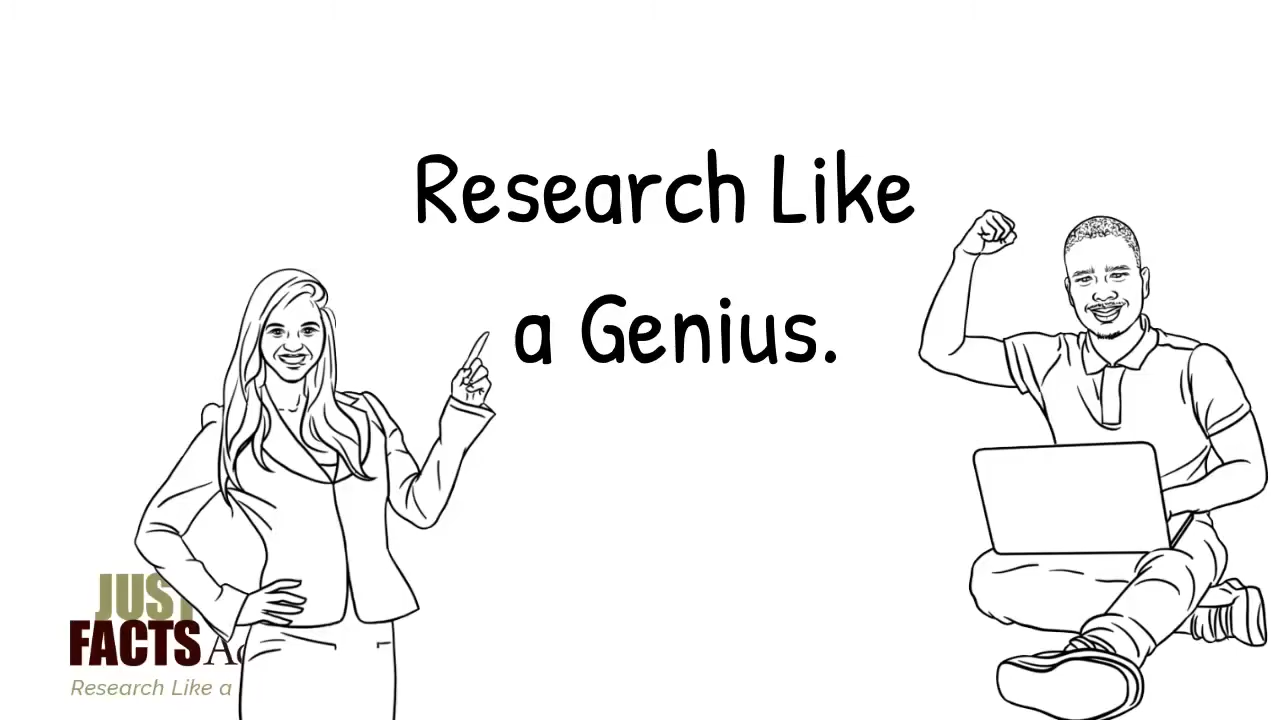 Research Like
a Genius.
JUST
FACTS
Research Like a